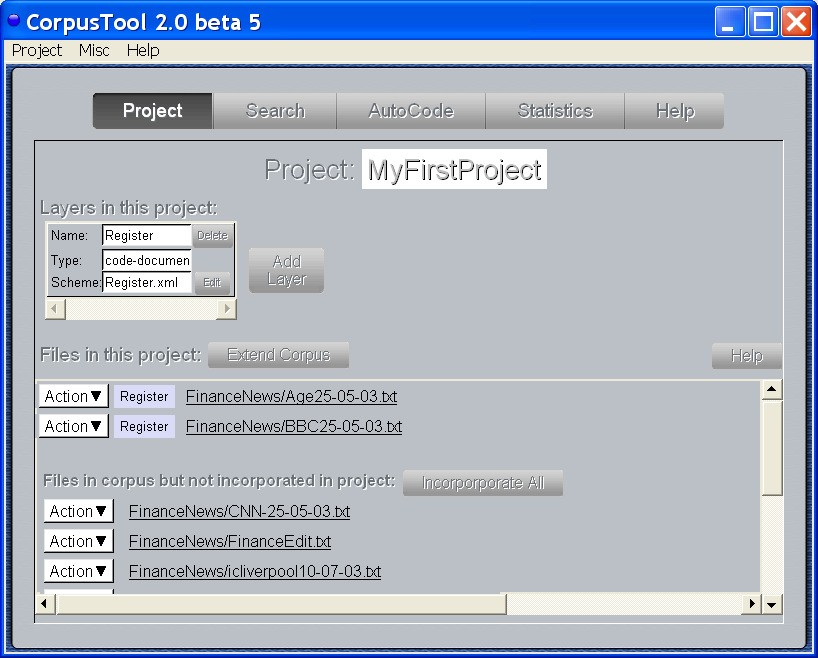 CorpusTool 2.0 beta 5
Project Misc Help
Project Search AutoCode Statistics Help
Project: MyFirstProject
Layers in this project:
Name: Register Delete
Type: code-documen
Scheme: Register.xml Edit
Add
Layer
Files in this project: Extend Corpus Help
Action▼ Register FinanceNews/Age25-05-03.txt
Action▼ Register FinanceNews/BBC25-05-03.txt
Files in corpus but not incorporated in project: Incorporporate All
Action▼ FinanceNews/CNN-25-05-03.txt
Action▼ FinanceNews/FinanceEdit.txt
Action▼ FinanceNews/icliverpool10-07-03.txt